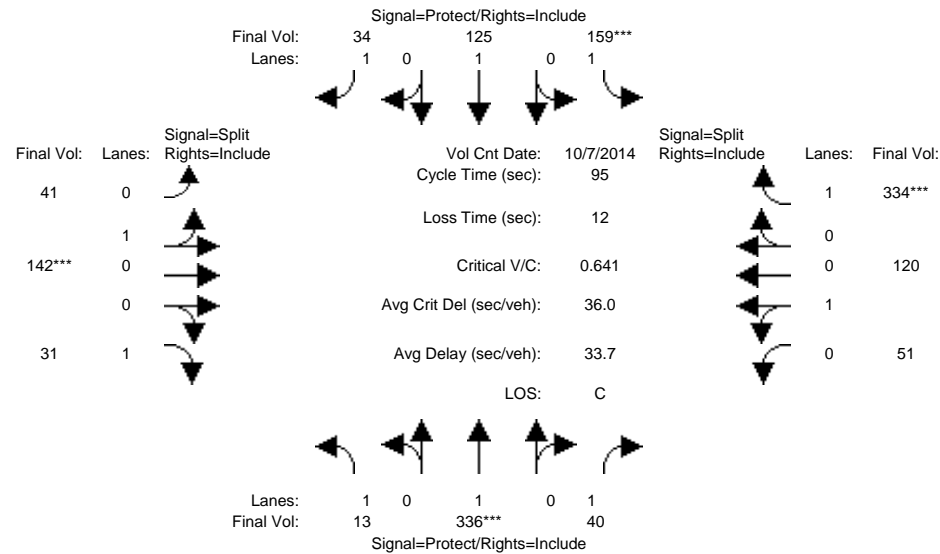 Signal=Protect/Rights=Include
Final Vol: 34 125 159***
Lanes: 1 0 1 0 1
Signal=Split Signal=Split
Final Vol: Lanes: Rights=Include Vol Cnt Date: 10/7/2014 Rights=Include Lanes: Final Vol:
Cycle Time (sec): 95
41 0 1 334***
Loss Time (sec): 12
1 0
142*** 0 Critical V/C: 0.641 0 120
0 Avg Crit Del (sec/veh): 36.0 1
31 1 Avg Delay (sec/veh): 33.7 0 51
LOS: C
Lanes: 1 0 1 0 1
Final Vol: 13 336*** 40
Signal=Protect/Rights=Include